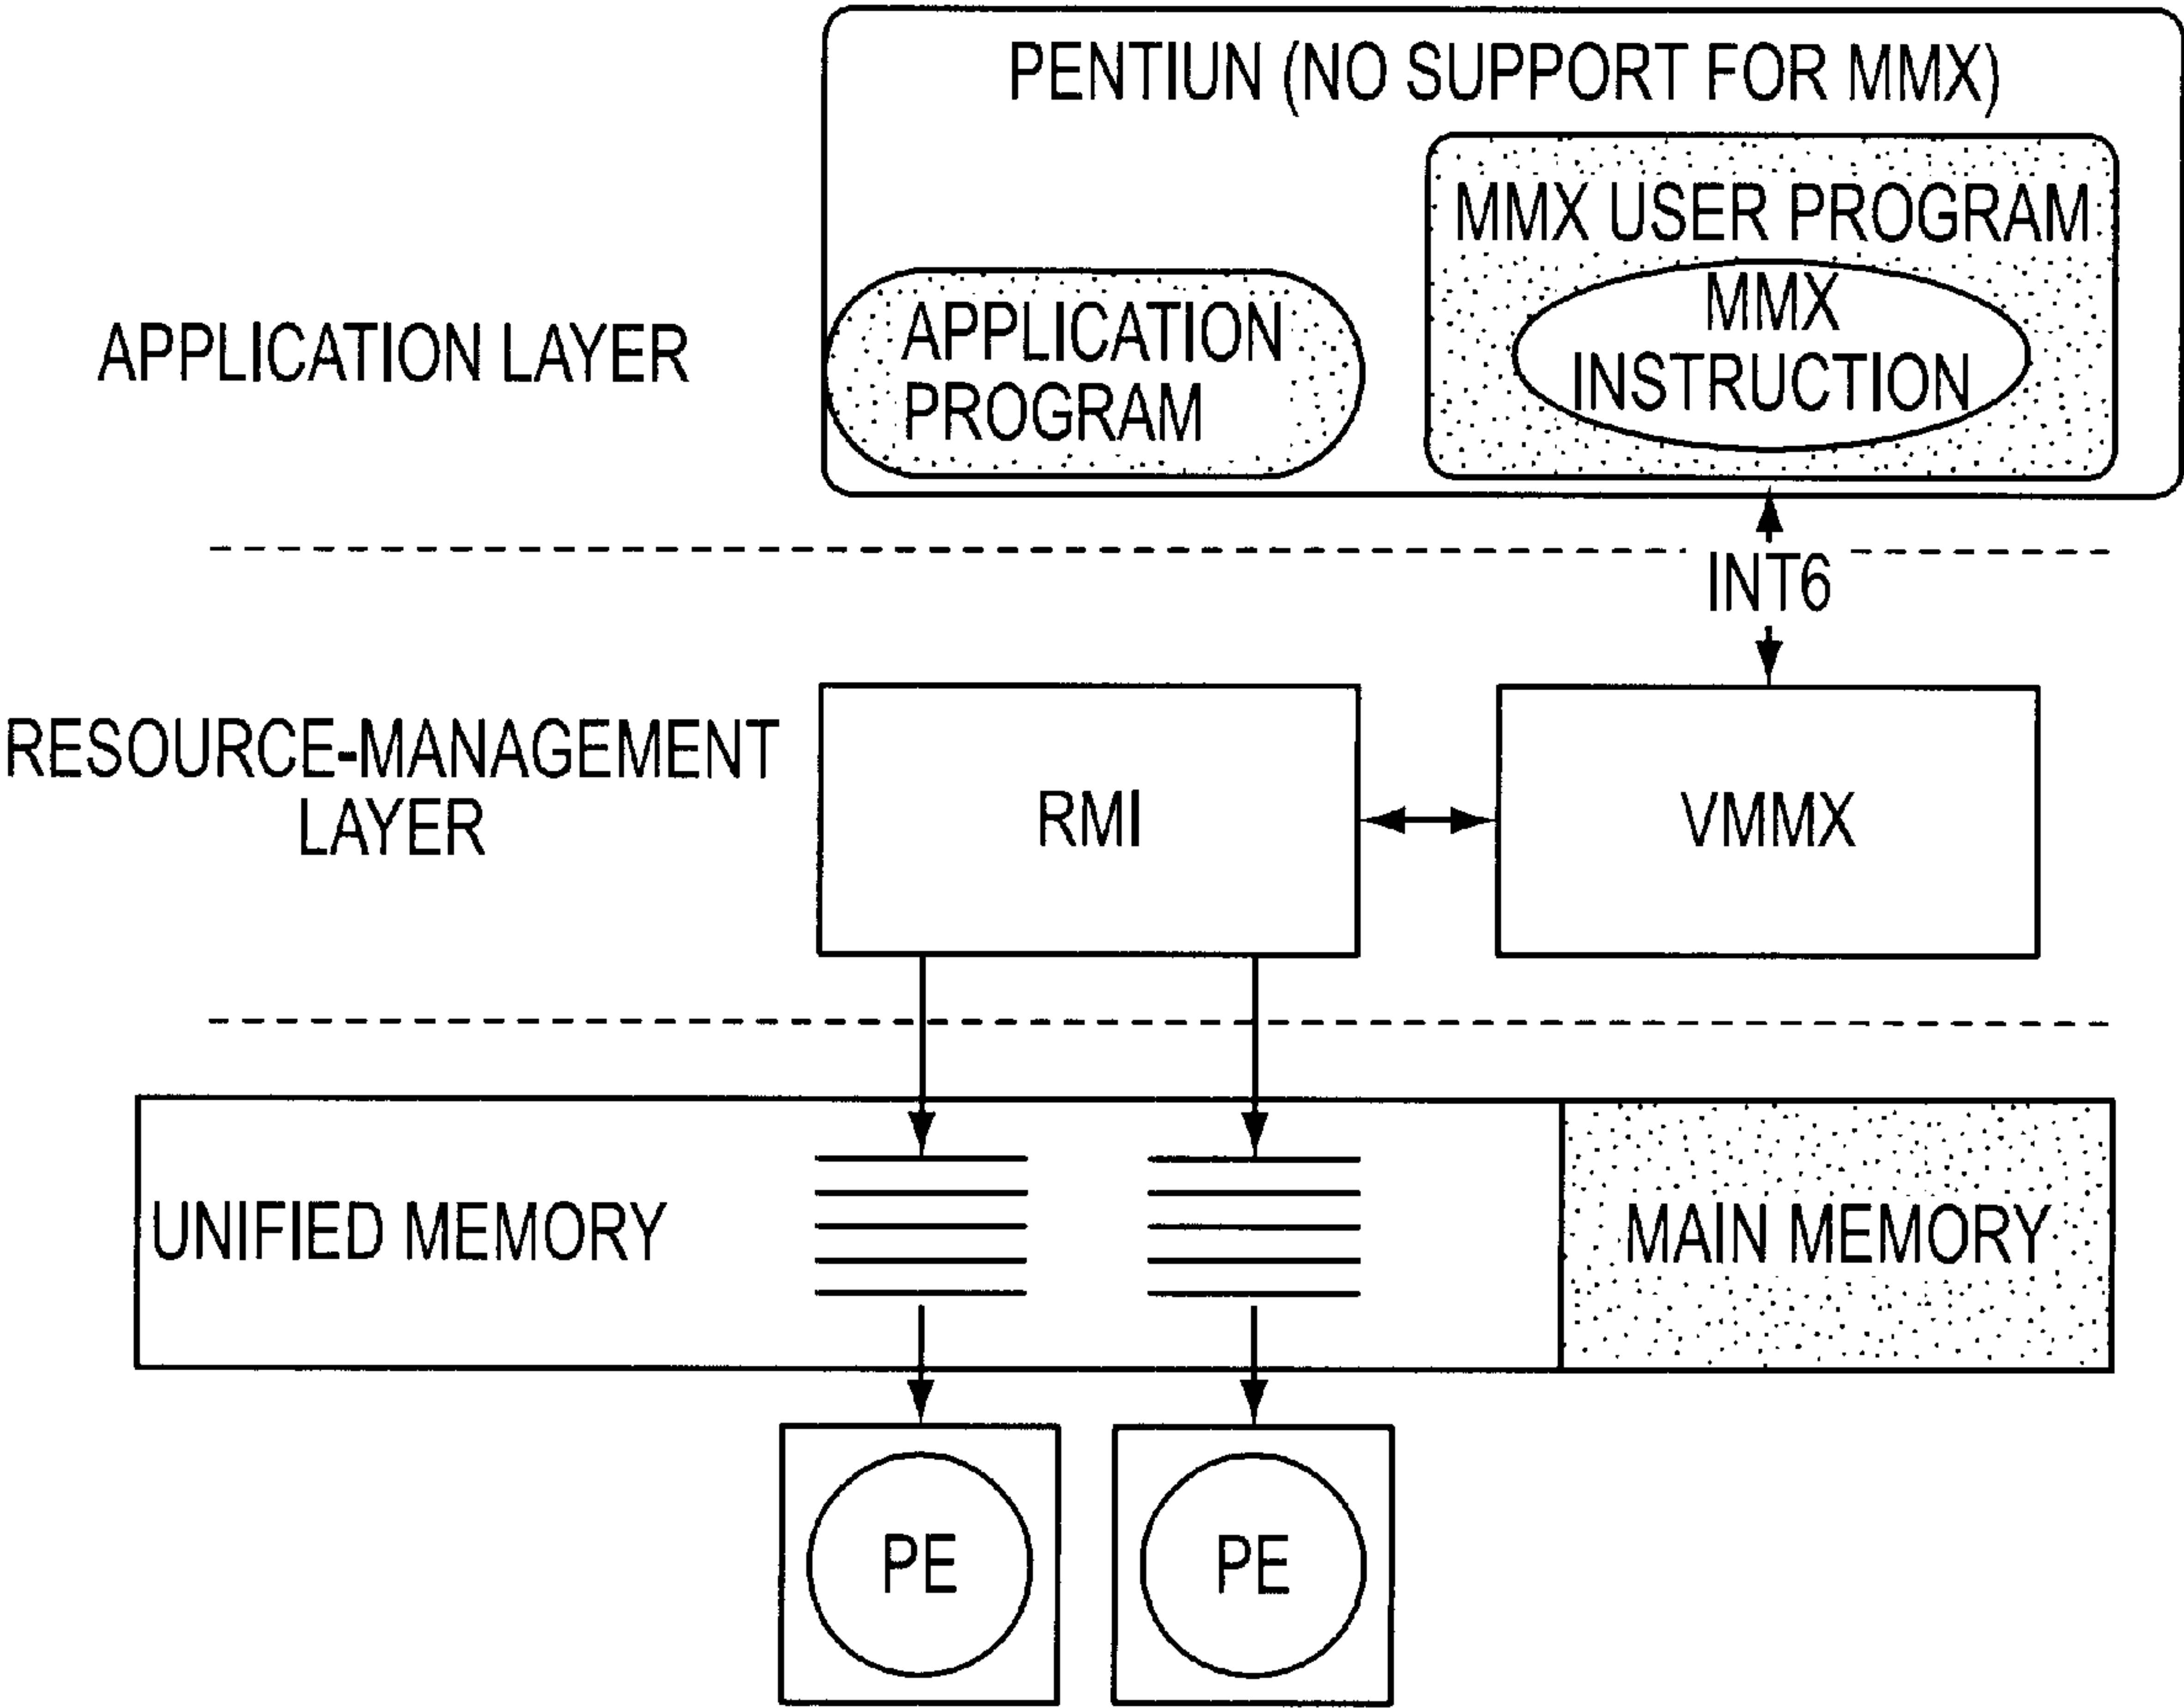 PENTIUN (NO SUPPORT FOR MMX)
MMX USER PROGRAM
MMX
INSTRUCTION
APPLICATION
PROGRAM
APPLICATION LAYER
INT6
RESOURCE-MANAGEMENT
LAYER
RMI
VMMX
UNIFIED MEMORY
MAIN MEMORY
PE
PE